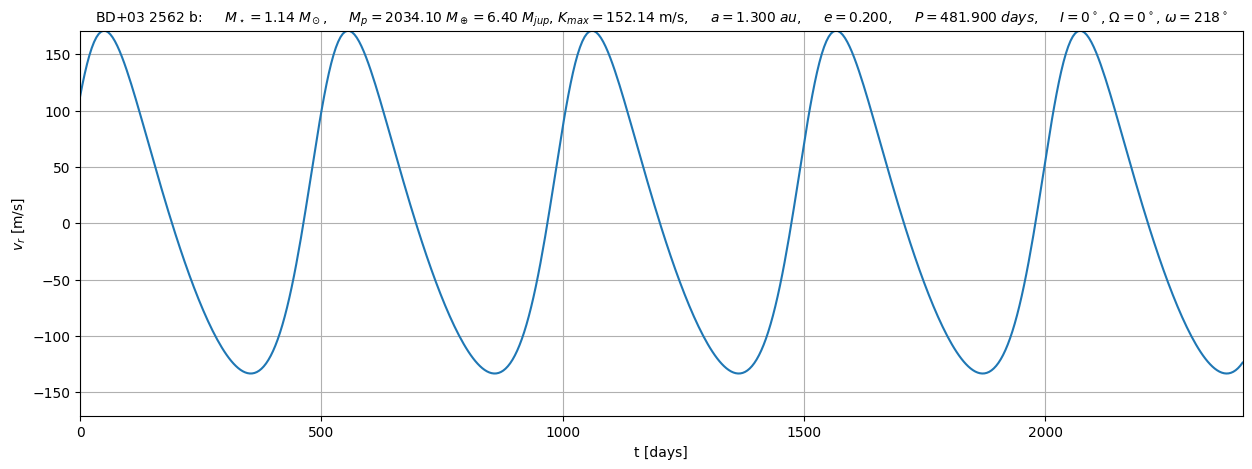 BD+03 2562 b: M⋆ = 1.14 M⊙, Mp = 2034.10 M⊕ = 6.40 Mjup, Kmax = 152.14 m/s, a = 1.300 au, e = 0.200, P = 481.900 days, I = 0°, Ω = 0°, ω = 218°
150
100
50
0
−50
−100
−150
vr [m/s]
0 500 1000 1500 2000
t [days]